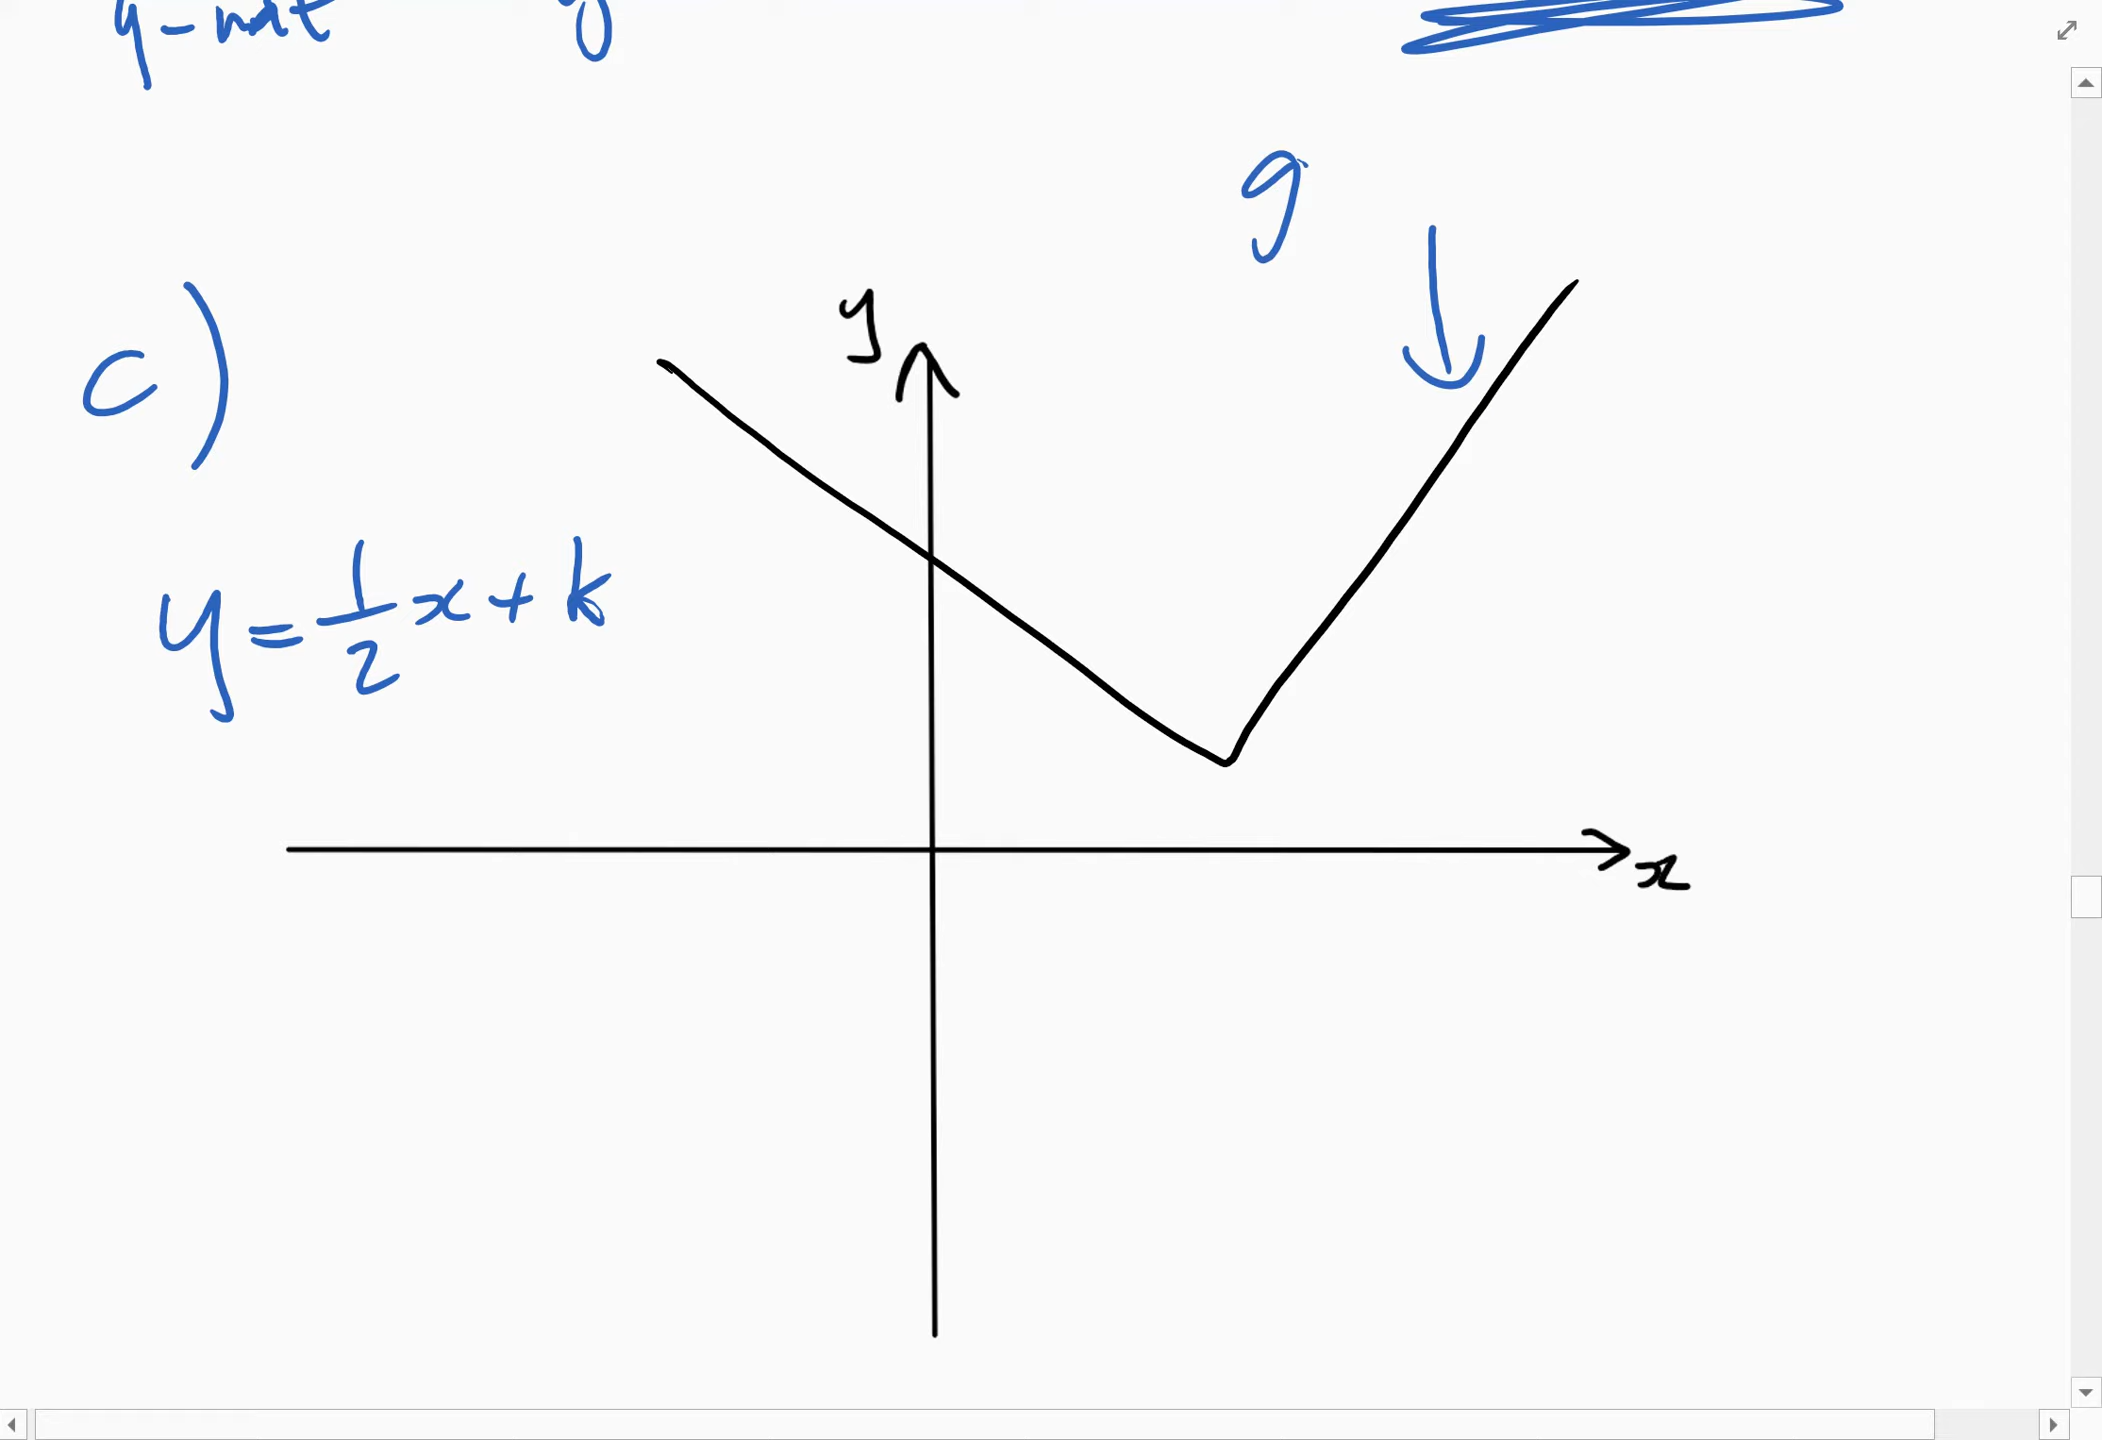 g
y
c)
y = 1/2 x + k
x